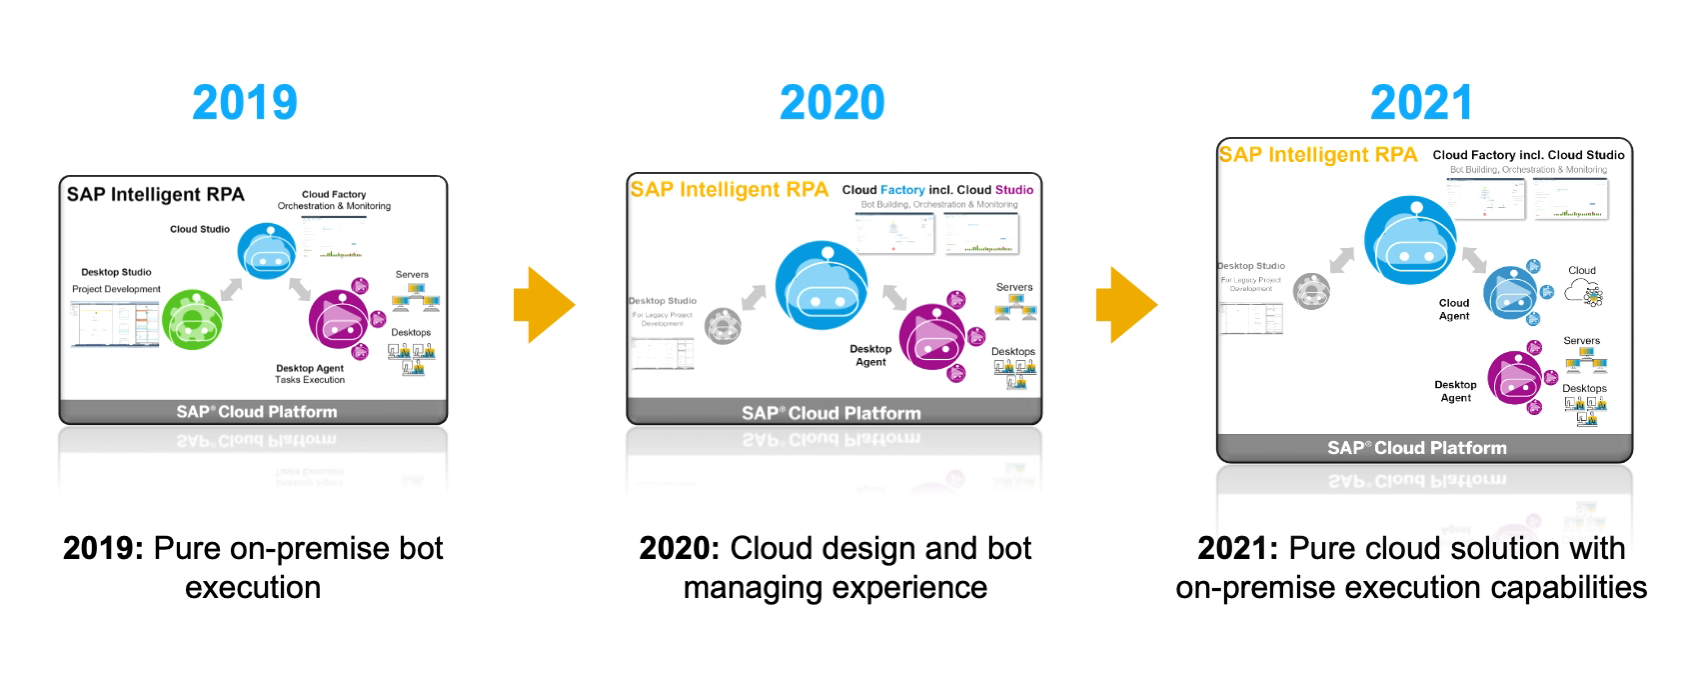 2019
2020
2021
SAP Intelligent RPA
Cloud Factory
Orchestration & Monitoring
Cloud Studio
Desktop Studio
Project Development
Servers
Desktops
Desktop Agent
Tasks Execution
SAP® Cloud Platform
SAP Intelligent RPA
Cloud Factory incl. Cloud Studio
Bot Building, Orchestration & Monitoring
Desktop Studio
For Legacy Project
Development
Servers
Desktops
Desktop
Agent
SAP® Cloud Platform
SAP Intelligent RPA
Cloud Factory incl. Cloud Studio
Bot Building, Orchestration & Monitoring
Desktop Studio
For Legacy Project
Development
Cloud
Agent
Cloud
Servers
Desktop
Agent
Desktops
SAP® Cloud Platform
2019: Pure on-premise bot
execution
2020: Cloud design and bot
managing experience
2021: Pure cloud solution with
on-premise execution capabilities